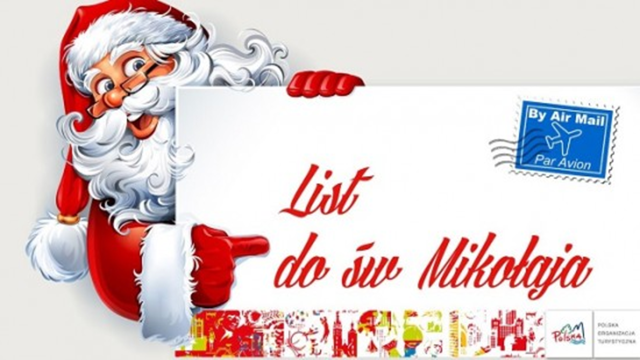 By Air Mail
Par Avion
List
do św Mikołaja
Polska
POLSKA
ORGANIZACJA
TURYSTYCZNA